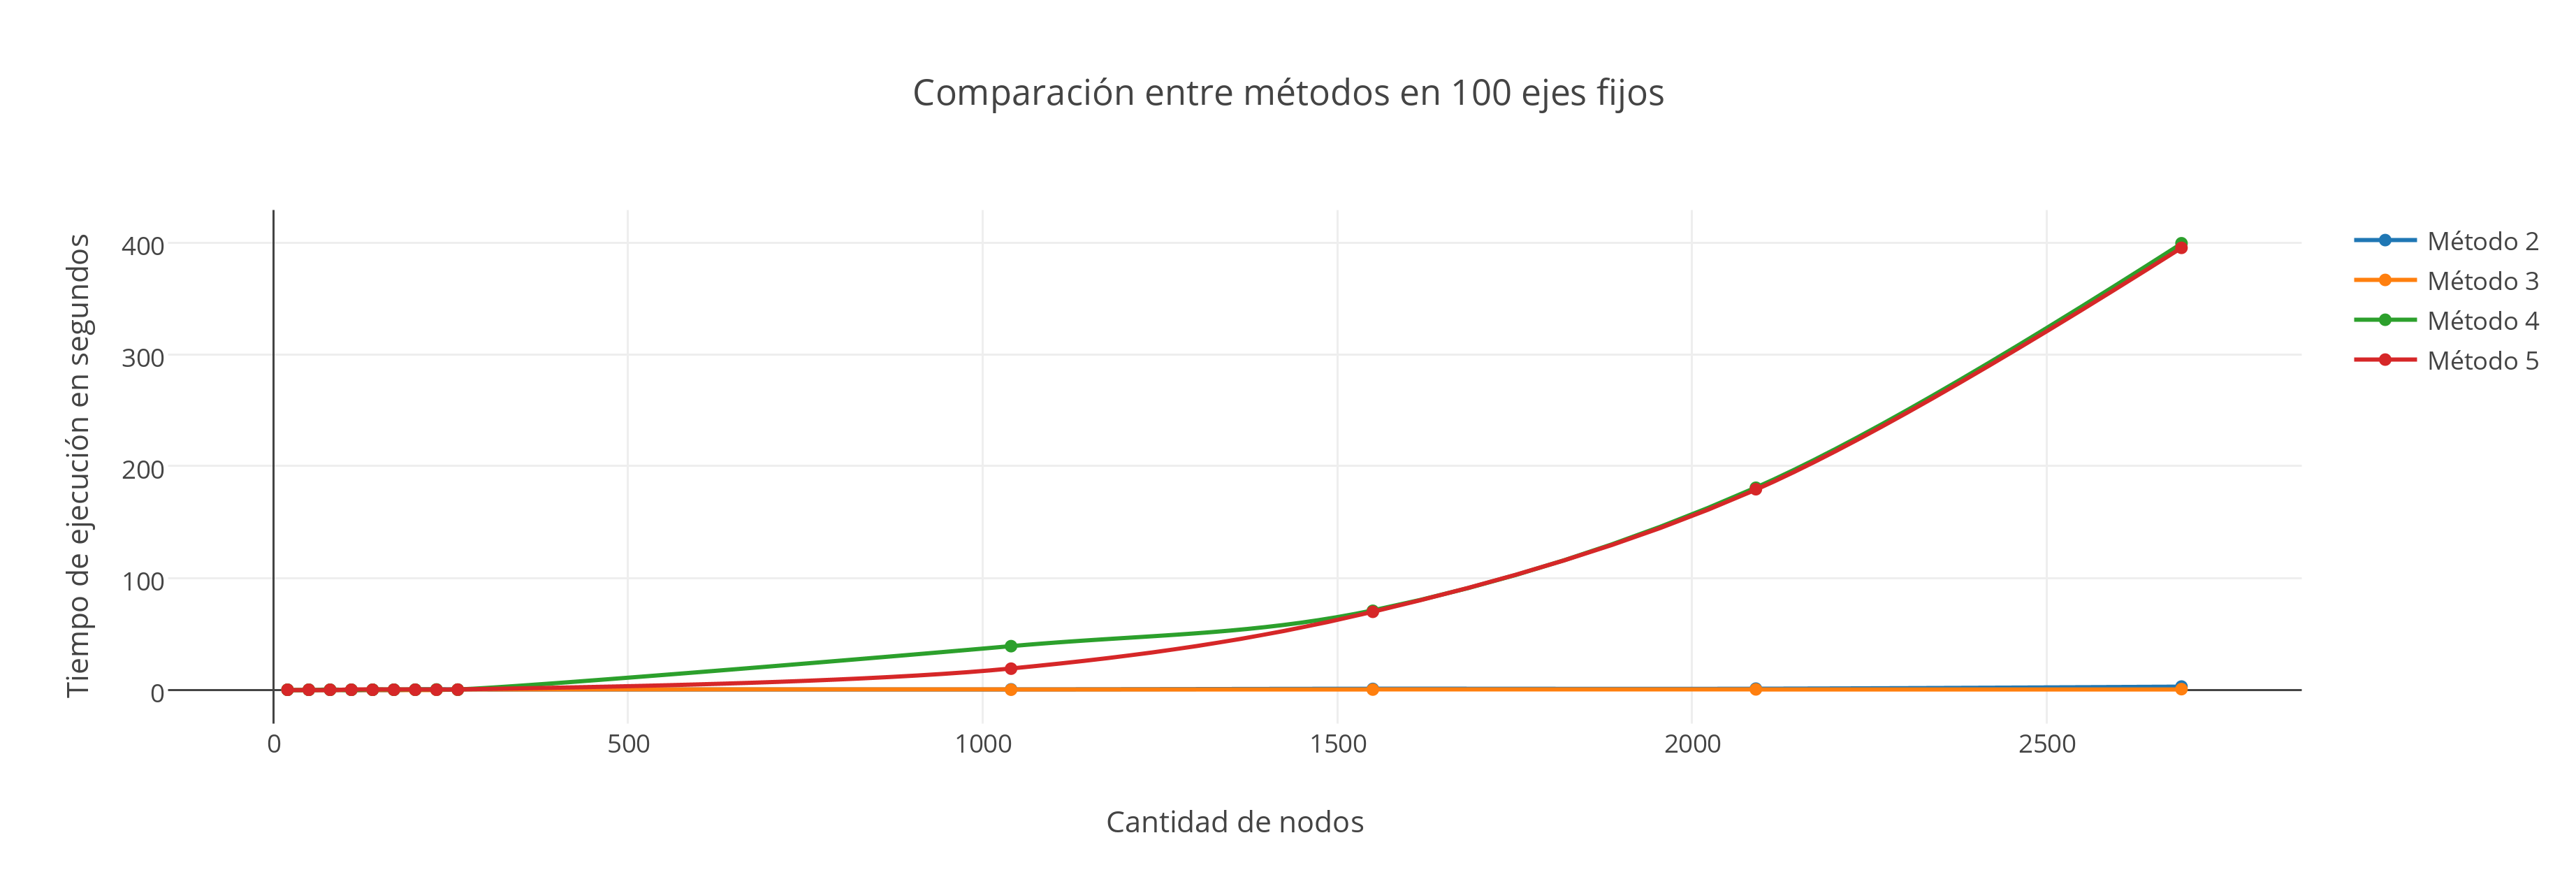 Comparación entre métodos en 100 ejes fijos
Tiempo de ejecución en segundos
400
300
200
100
0
0
500
1000
1500
2000
2500
Cantidad de nodos
Método 2
Método 3
Método 4
Método 5